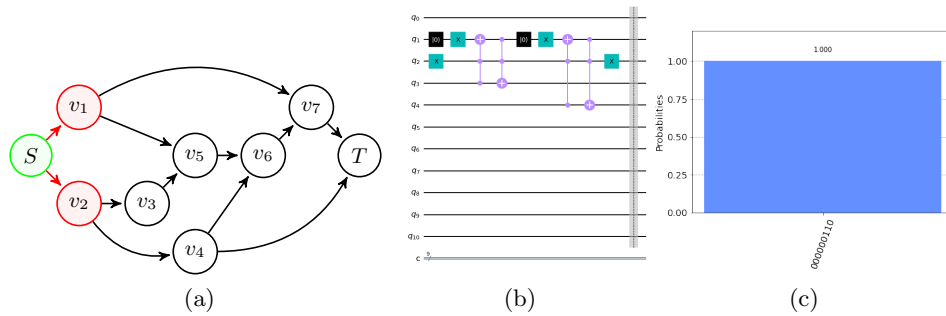 S
v1
v2
v3
v4
v5
v6
v7
T
(a)
q0
q1 |0⟩ X |0⟩ X
q2 X X
q3
q4
q5
q6
q7
q8
q9
q10
c 9
(b)
1.000
1.00
0.75
0.50
0.25
0.00
Probabilities
000000110
(c)